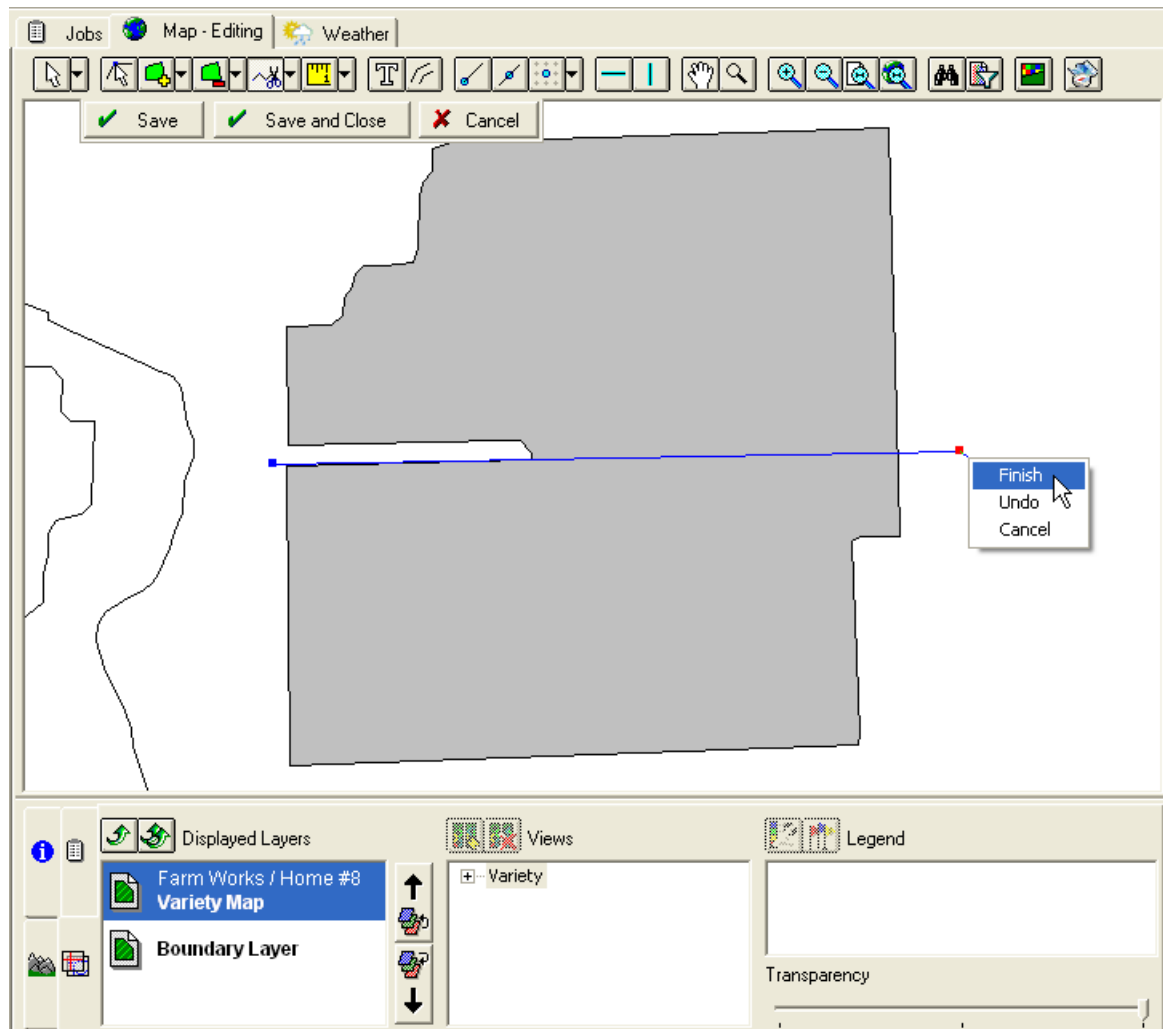 Jobs Map - Editing Weather
Save Save and Close Cancel
Finish
Undo
Cancel
Displayed Layers Views Legend
Farm Works / Home #8
Variety Map
Boundary Layer
Variety
Transparency